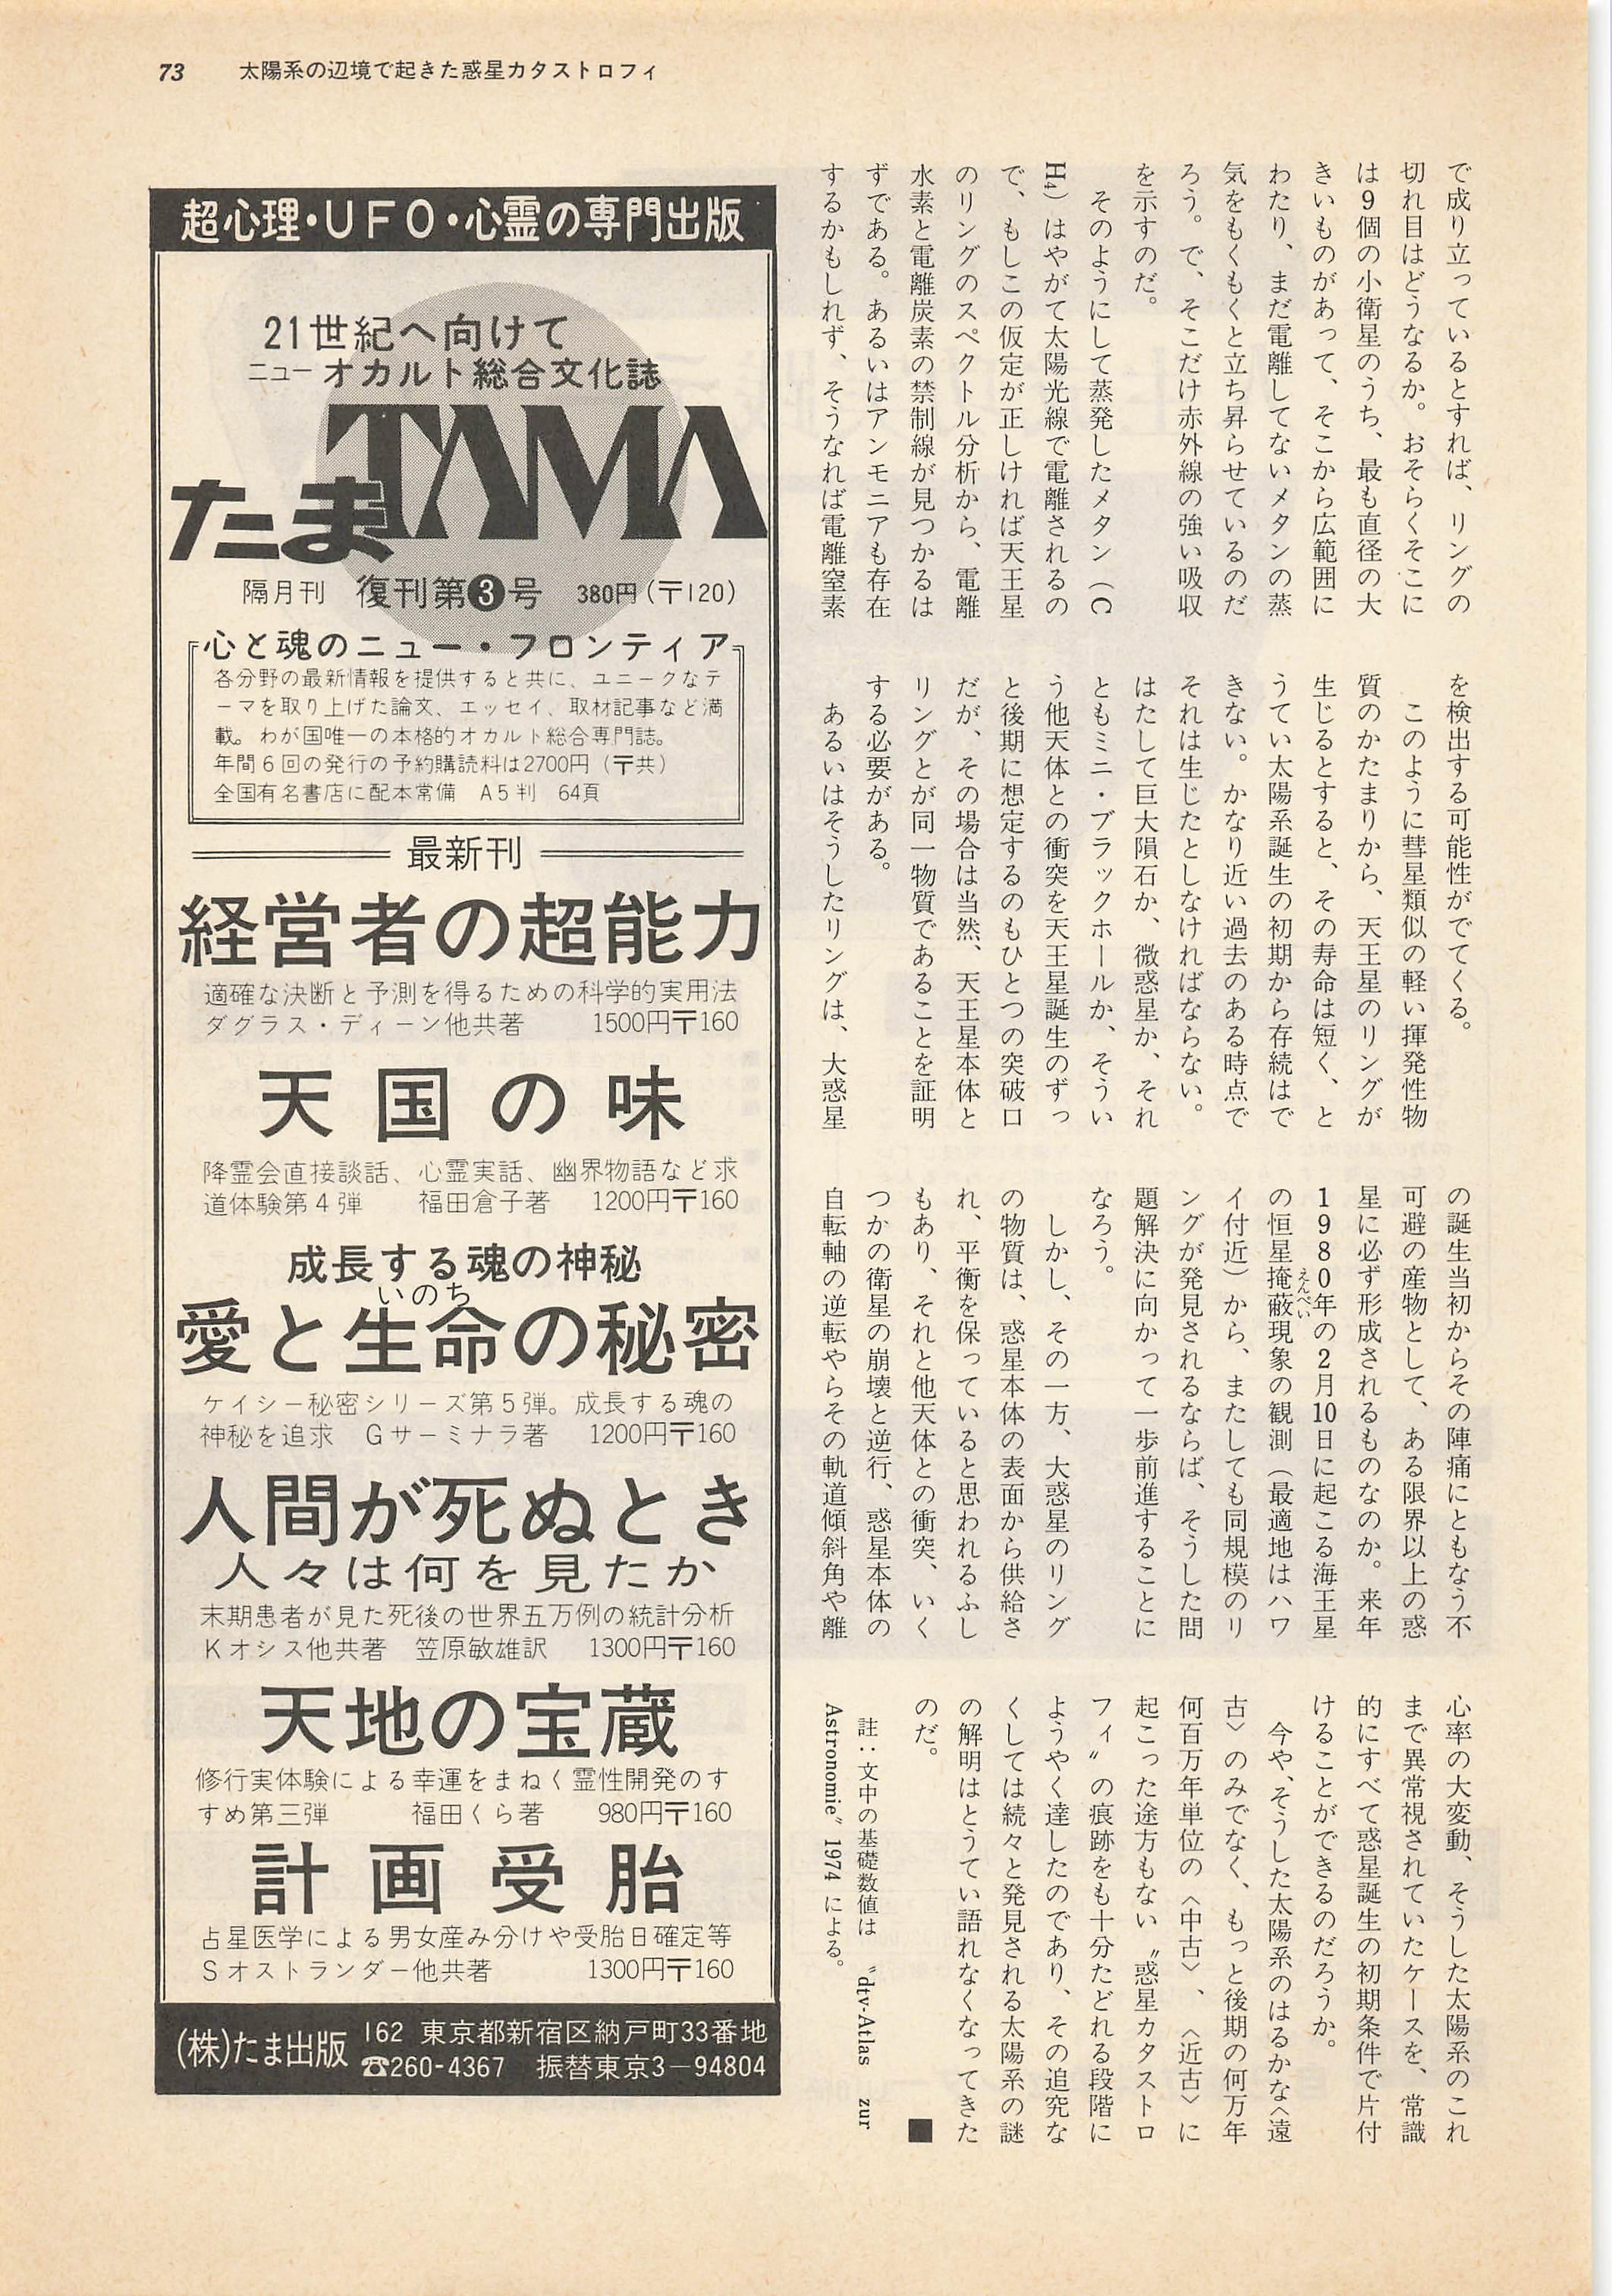 73　太陽系の辺境で起きた惑星カタストロフィ
で成り立っているとすれば、リングの
切れ目はどうなるか。おそらくそこに
は9個の小衛星のうち、最も直径の大
きいものがあって、そこから広範囲に
わたり、まだ電離してないメタンの蒸
気をもくもくと立ち昇らせているのだ
ろう。で、そこだけ赤外線の強い吸収
を示すのだ。
　そのようにして蒸発したメタン（C
H₄）はやがて太陽光線で電離されるの
で、もしこの仮定が正しければ天王星
のリングのスペクトル分析から、電離
水素と電離炭素の禁制線が見つかるは
ずである。あるいはアンモニアも存在
するかもしれず、そうなれば電離窒素
を検出する可能性がでてくる。
　このように彗星類似の軽い揮発性物
質のかたまりから、天王星のリングが
生じるとすると、その寿命は短く、と
うてい太陽系誕生の初期から存続はで
きない。かなり近い過去のある時点で
それは生じたとしなければならない。
はたして巨大隕石か、微惑星か、それ
ともミニ・ブラックホールか、そうい
う他天体との衝突を天王星誕生のずっ
と後期に想定するのもひとつの突破口
だが、その場合は当然、天王星本体と
リングとが同一物質であることを証明
する必要がある。
　あるいはそうしたリングは、大惑星
の誕生当初からその陣痛にともなう不
可避の産物として、ある限界以上の惑
星に必ず形成されるものなのか。来年
1980年の2月10日に起こる海王星
の恒星掩蔽えんぺい現象の観測（最適地はハワ
イ付近）から、またしても同規模のリ
ングが発見されるならば、そうした問
題解決に向かって一歩前進することに
なろう。
　しかし、その一方、大惑星のリング
の物質は、惑星本体の表面から供給さ
れ、平衡を保っていると思われるふし
もあり、それと他天体との衝突、いく
つかの衛星の崩壊と逆行、惑星本体の
自転軸の逆転やらその軌道傾斜角や離
心率の大変動、そうした太陽系のこれ
まで異常視されていたケースを、常識
的にすべて惑星誕生の初期条件で片付
けることができるのだろうか。
　今や、そうした太陽系のはるかな〈遠
古〉のみでなく、もっと後期の何万年
何百万年単位の〈中古〉、〈近古〉に
起こった途方もない〝惑星カタストロ
フィ〟の痕跡をも十分たどれる段階に
ようやく達したのであり、その追究な
くしては続々と発見される太陽系の謎
の解明はとうてい語れなくなってきた
のだ。　■
註：文中の基礎数値は〝dtv-Atlas zur
Astronomie〟1974による。
超心理・UFO・心霊の専門出版
21世紀へ向けて
ニューオカルト総合文化誌
TAMA
たま
隔月刊　復刊第❸号　380円（〒120）
心と魂のニュー・フロンティア
各分野の最新情報を提供すると共に、ユニークなテ
ーマを取り上げた論文、エッセイ、取材記事など満
載。わが国唯一の本格的オカルト総合専門誌。
年間6回の発行の予約購読料は2700円（〒共）
全国有名書店に配本常備　A5判　64頁
最新刊
経営者の超能力
適確な決断と予測を得るための科学的実用法
ダグラス・ディーン他共著　1500円〒160
天国の味
降霊会直接談話、心霊実話、幽界物語など求
道体験第4弾　福田倉子著　1200円〒160
成長する魂の神秘
いのち
愛と生命の秘密
ケイシー秘密シリーズ第5弾。成長する魂の
神秘を追求　Gサーミナラ著　1200円〒160
人間が死ぬとき
人々は何を見たか
末期患者が見た死後の世界五万例の統計分析
Kオシス他共著　笠原敏雄訳　1300円〒160
天地の宝蔵
修行実体験による幸運をまねく霊性開発のす
すめ第三弾　福田くら著　980円〒160
計画受胎
占星医学による男女産み分けや受胎日確定等
Sオストランダー他共著　1300円〒160
(株)たま出版
162 東京都新宿区納戸町33番地
☎260-4367　振替東京3－94804